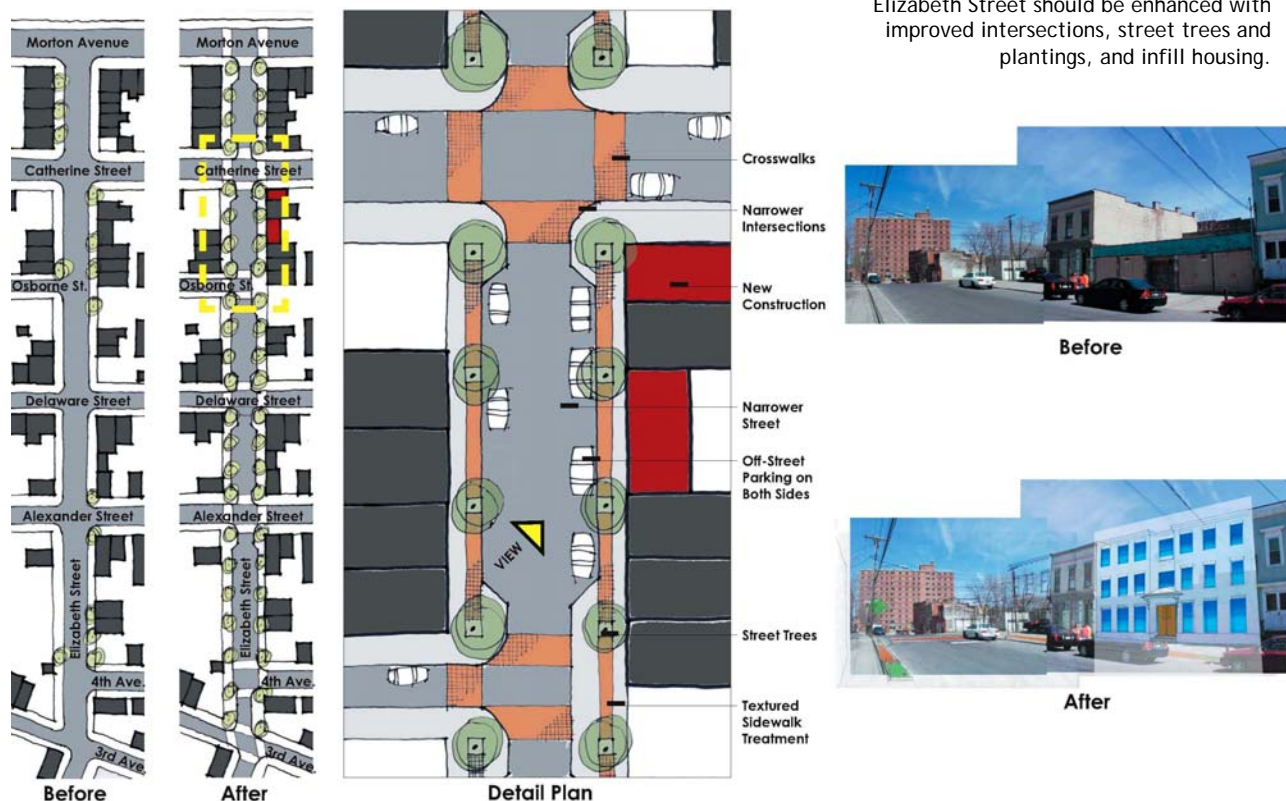 Elizabeth Street should be enhanced with
improved intersections, street trees and
plantings, and infill housing.
Morton Avenue
Catherine Street
Osborne St.
Delaware Street
Alexander Street
Elizabeth Street
4th Ave.
3rd Ave.
Before
Morton Avenue
Catherine Street
Osborne St.
Delaware Street
Alexander Street
Elizabeth Street
4th Ave.
3rd Ave.
After
VIEW
Crosswalks
Narrower
Intersections
New
Construction
Narrower
Street
Off-Street
Parking on
Both Sides
Street Trees
Textured
Sidewalk
Treatment
Detail Plan
Before
After